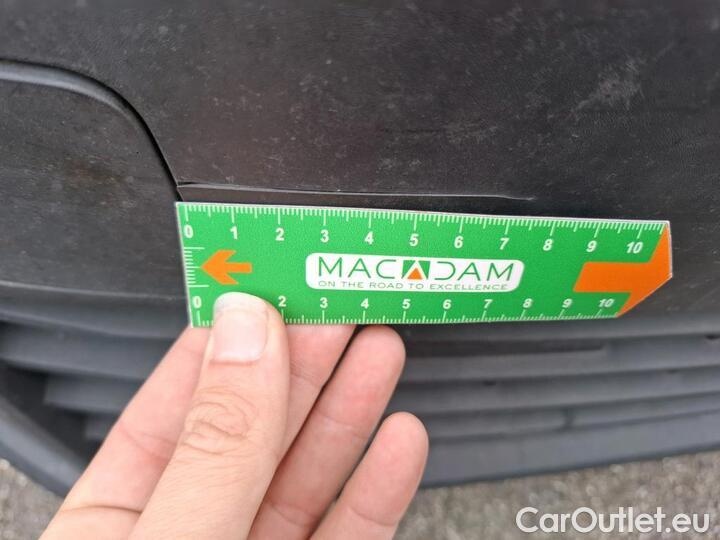 0 1 2 3 4 5 6 7 8 9 10
MACADAM
ON THE ROAD TO EXCELLENCE
0 2 3 4 5 6 7 8 9 10
CarOutlet.eu